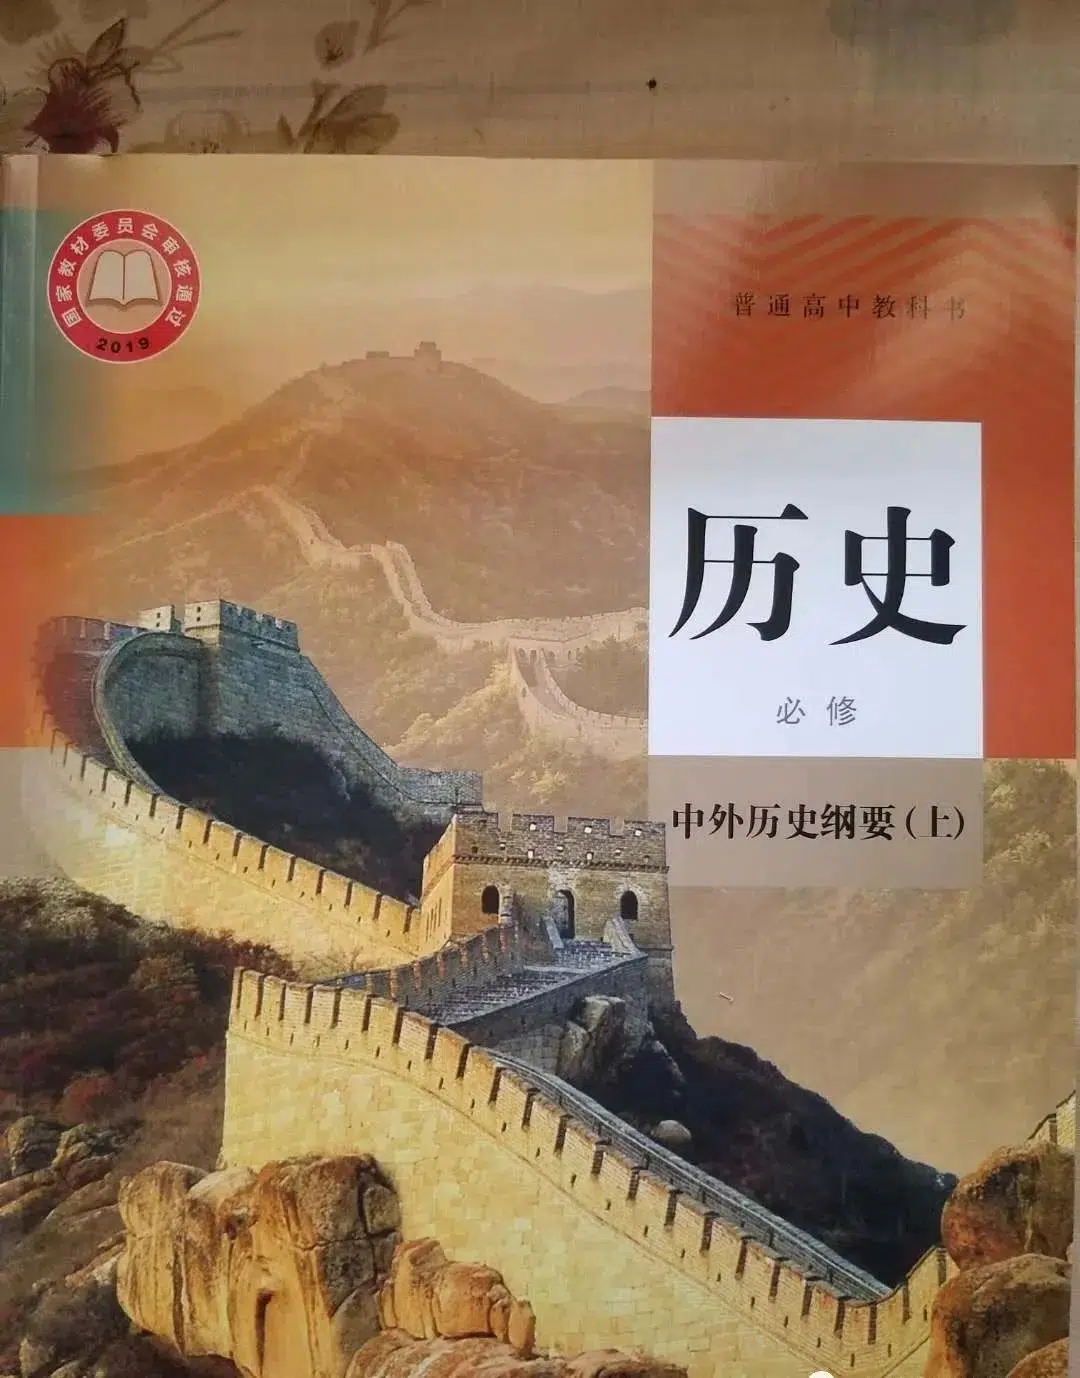 国家教材委员会审核通过
2019
普通高中教科书
历史
必修
中外历史纲要(上)